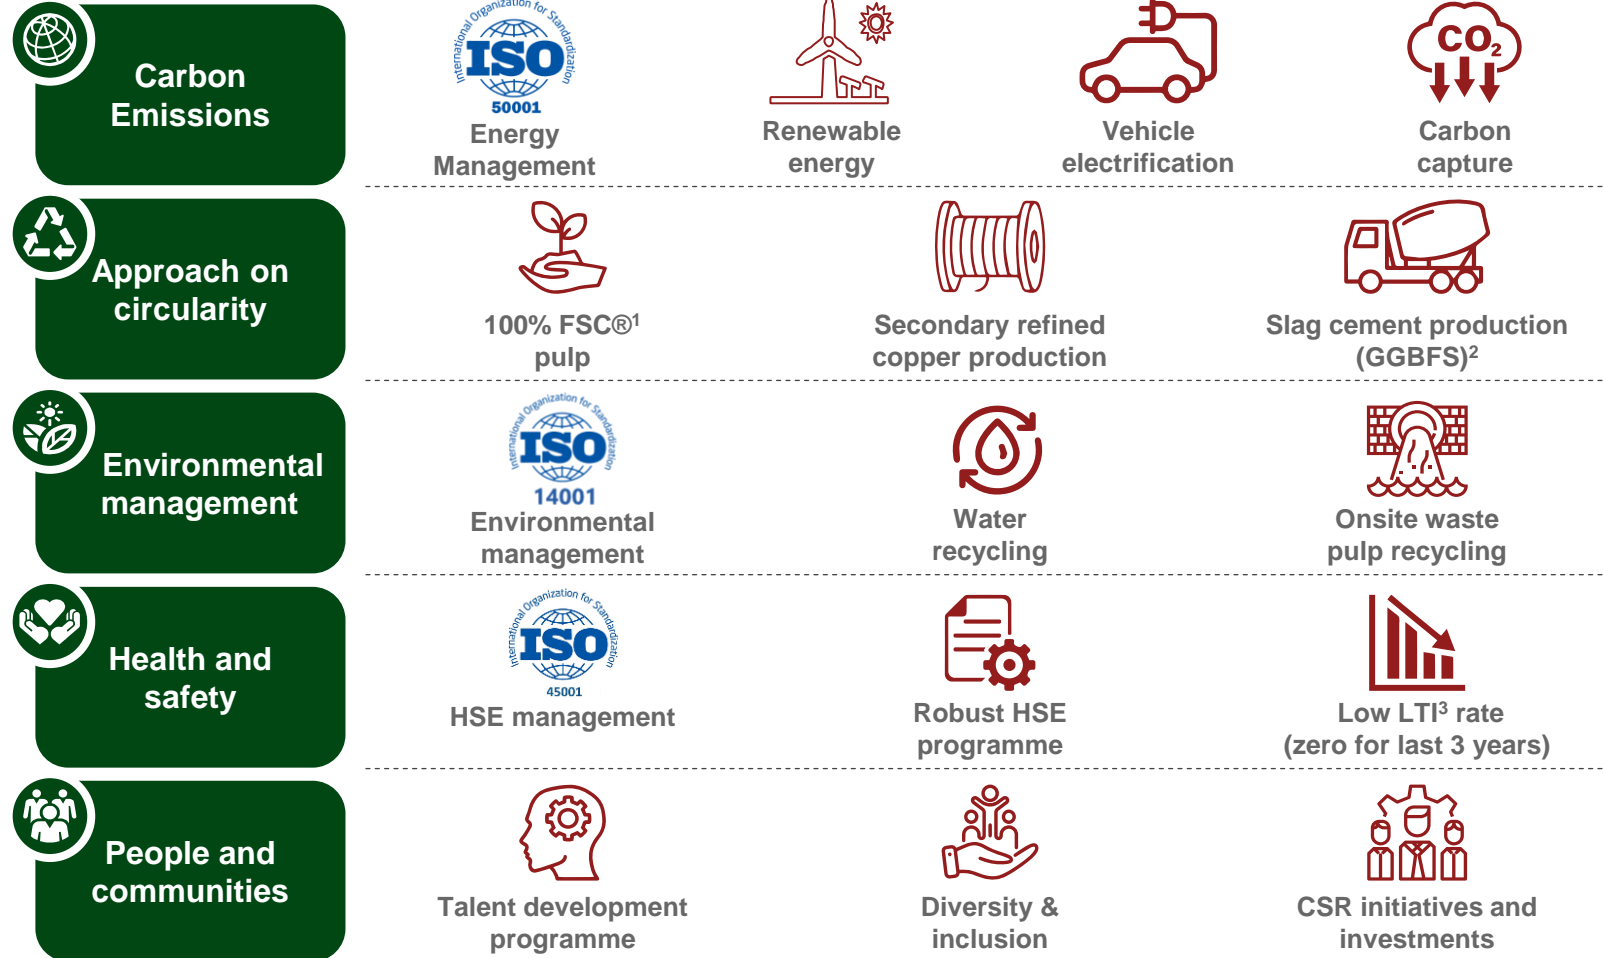 Carbon
Emissions
International Organization for Standardization
ISO
50001
Energy
Management
Renewable
energy
Vehicle
electrification
CO₂
Carbon
capture
Approach on
circularity
100% FSC®¹
pulp
Secondary refined
copper production
Slag cement production
(GGBFS)²
Environmental
management
International Organization for Standardization
ISO
14001
Environmental
management
Water
recycling
Onsite waste
pulp recycling
Health and
safety
International Organization for Standardization
ISO
45001
HSE management
Robust HSE
programme
Low LTI³ rate
(zero for last 3 years)
People and
communities
Talent development
programme
Diversity &
inclusion
CSR initiatives and
investments